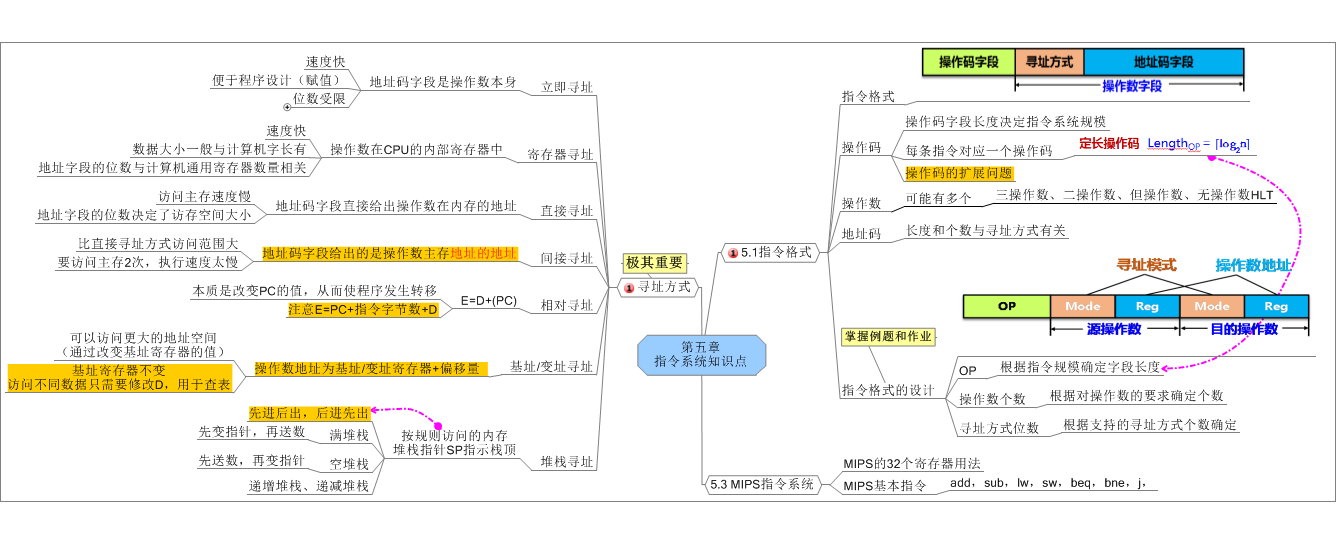 第五章
指令系统知识点
极其重要
寻址方式
立即寻址
地址码字段是操作数本身
速度快
便于程序设计（赋值）
位数受限
寄存器寻址
操作数在CPU的内部寄存器中
速度快
数据大小一般与计算机字长有
地址字段的位数与计算机通用寄存器数量相关
直接寻址
地址码字段直接给出操作数在内存的地址
访问主存速度慢
地址字段的位数决定了访存空间大小
间接寻址
地址码字段给出的是操作数主存地址的地址
比直接寻址方式访问范围大
要访问主存2次，执行速度太慢
相对寻址
E=D+(PC)
本质是改变PC的值，从而使程序发生转移
注意E=PC+指令字节数+D
基址/变址寻址
操作数地址为基址/变址寄存器+偏移量
可以访问更大的地址空间
（通过改变基址寄存器的值）
基址寄存器不变
访问不同数据只需要修改D，用于查表
堆栈寻址
按规则访问的内存
堆栈指针SP指示栈顶
先进后出，后进先出
满堆栈
先变指针，再送数
空堆栈
先送数，再变指针
递增堆栈、递减堆栈
1 5.1指令格式
指令格式
操作码字段 寻址方式 地址码字段
操作数字段
操作码
操作码字段长度决定指令系统规模
每条指令对应一个操作码
定长操作码 LengthOP = ⌈log2n⌉
操作码的扩展问题
操作数
可能有多个
三操作数、二操作数、但操作数、无操作数HLT
地址码
长度和个数与寻址方式有关
寻址模式 操作数地址
OP Mode Reg Mode Reg
源操作数 目的操作数
掌握例题和作业
指令格式的设计
OP
根据指令规模确定字段长度
操作数个数
根据对操作数的要求确定个数
寻址方式位数
根据支持的寻址方式个数确定
5.3 MIPS指令系统
MIPS的32个寄存器用法
MIPS基本指令
add，sub，lw，sw，beq，bne，j，